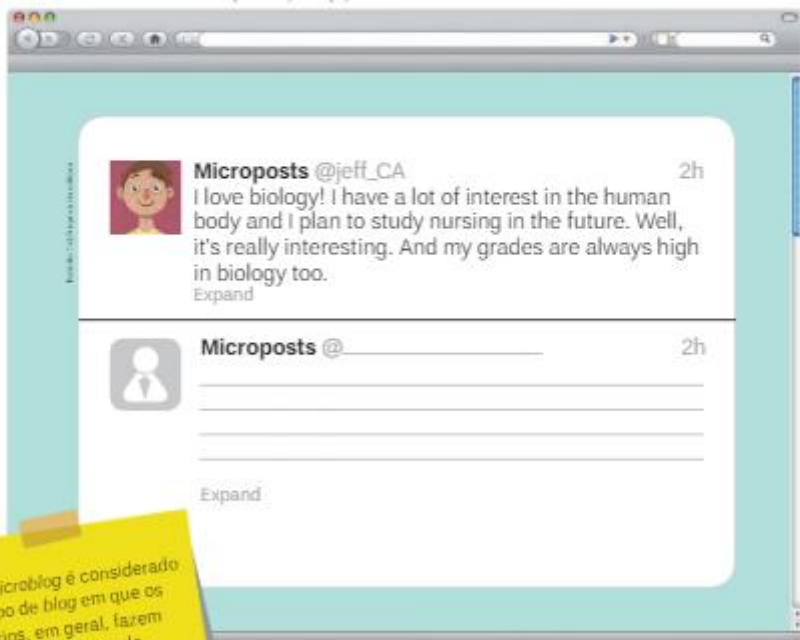 Microposts @jeff_CA 2h
I love biology! I have a lot of interest in the human
body and I plan to study nursing in the future. Well,
it's really interesting. And my grades are always high
in biology too.
Expand
Microposts @ 2h
Expand
icroblog é considerado
po de blog em que os
em geral, fazem